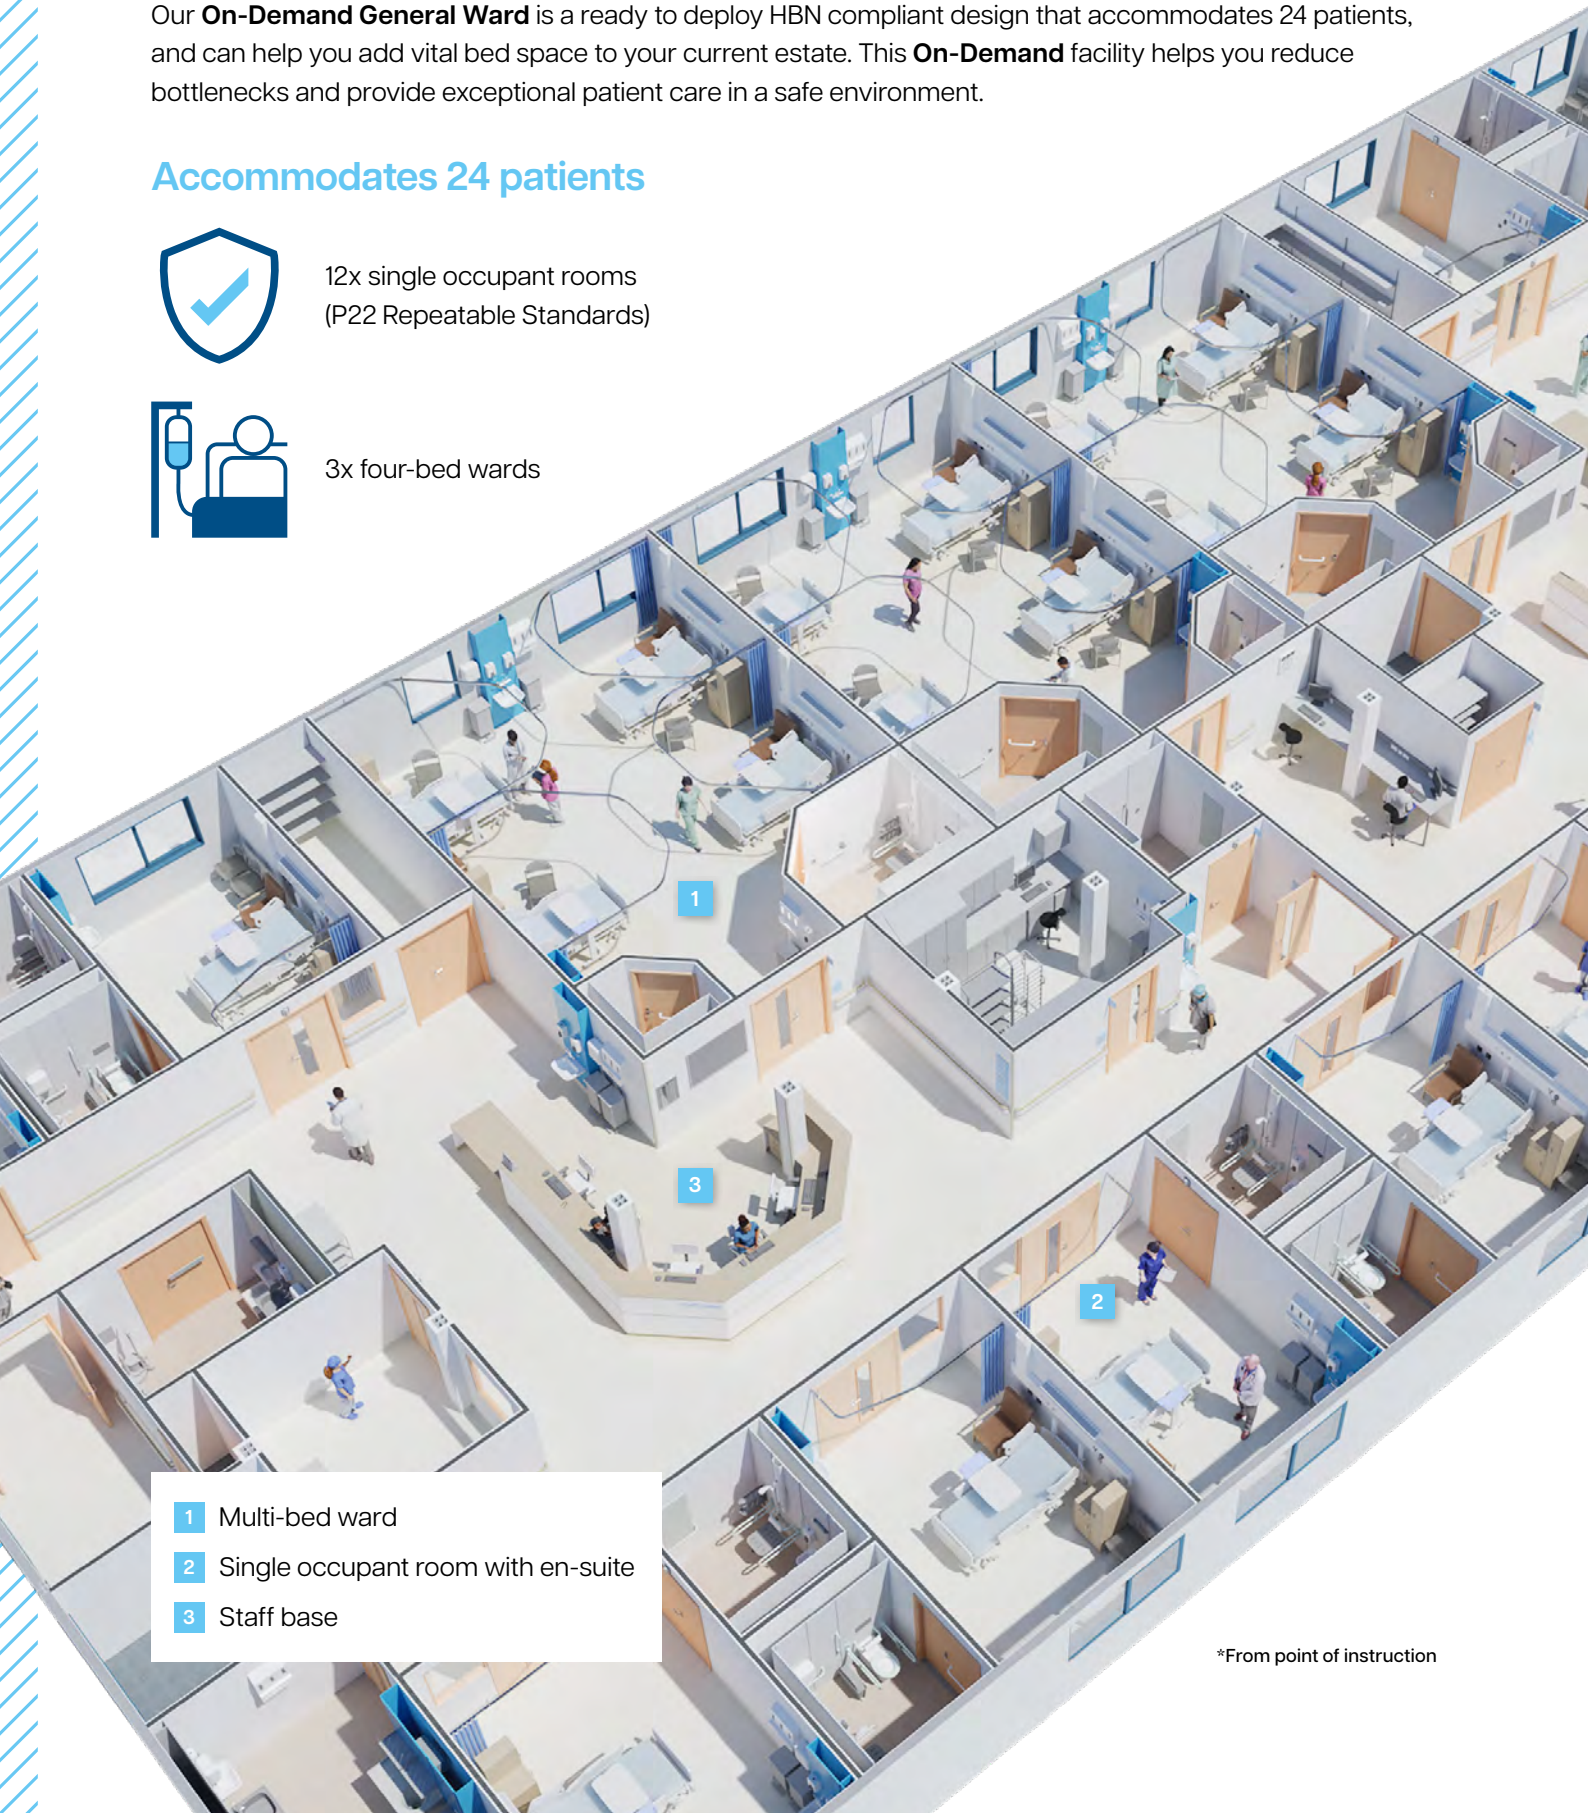 Our On-Demand General Ward is a ready to deploy HBN compliant design that accommodates 24 patients,
and can help you add vital bed space to your current estate. This On-Demand facility helps you reduce
bottlenecks and provide exceptional patient care in a safe environment.
Accommodates 24 patients
12x single occupant rooms
(P22 Repeatable Standards)
3x four-bed wards
1
3
2
1 Multi-bed ward
2 Single occupant room with en-suite
3 Staff base
*From point of instruction